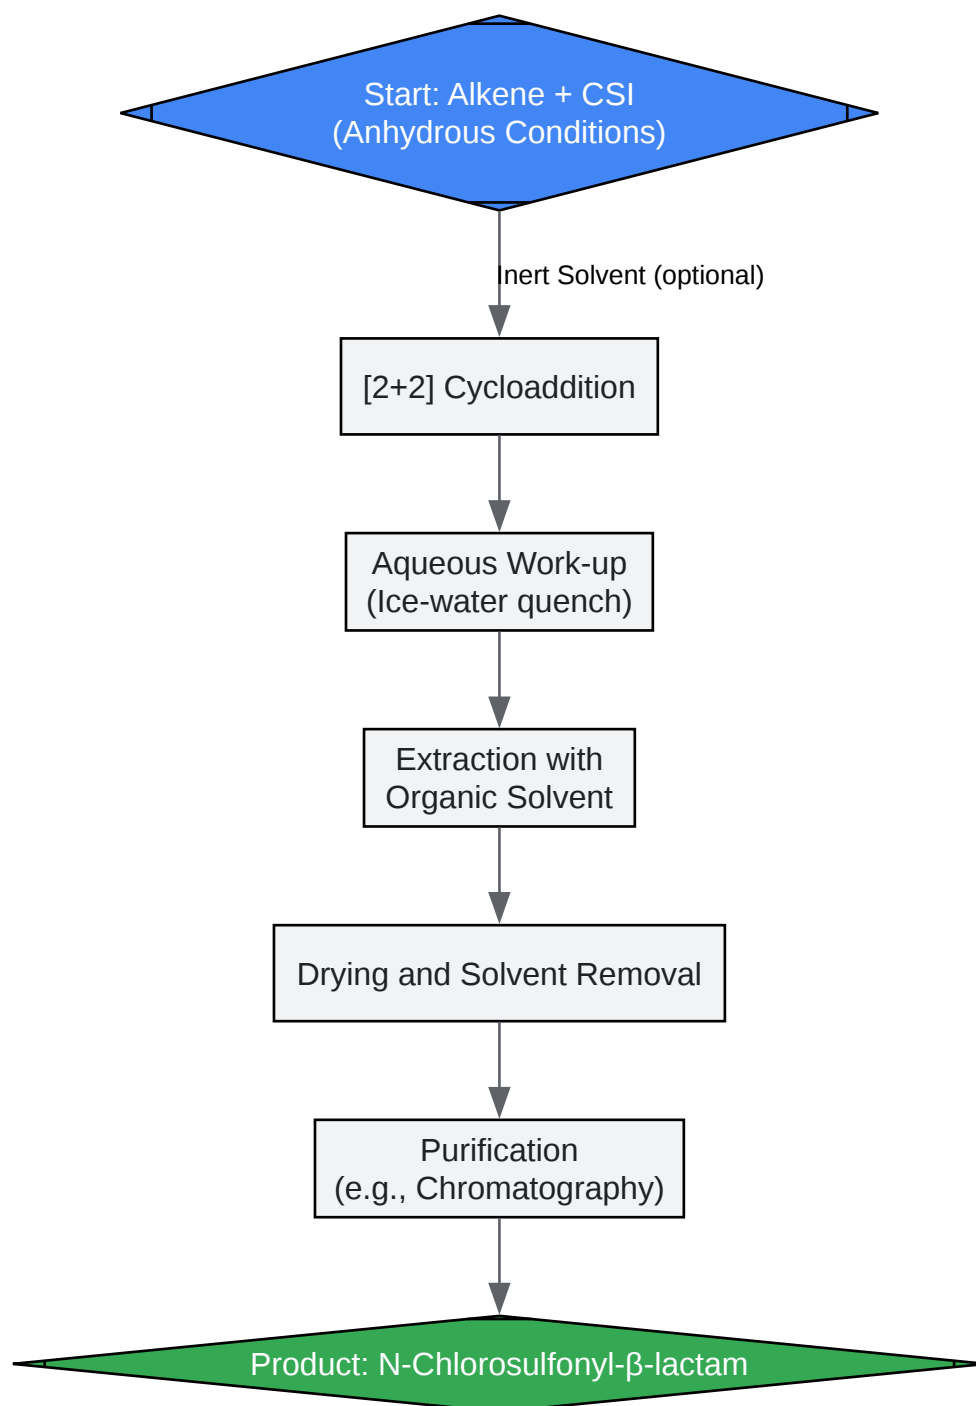 Start: Alkene + CSI
(Anhydrous Conditions)
Inert Solvent (optional)
[2+2] Cycloaddition
Aqueous Work-up
(Ice-water quench)
Extraction with
Organic Solvent
Drying and Solvent Removal
Purification
(e.g., Chromatography)
Product: N-Chlorosulfonyl-β-lactam